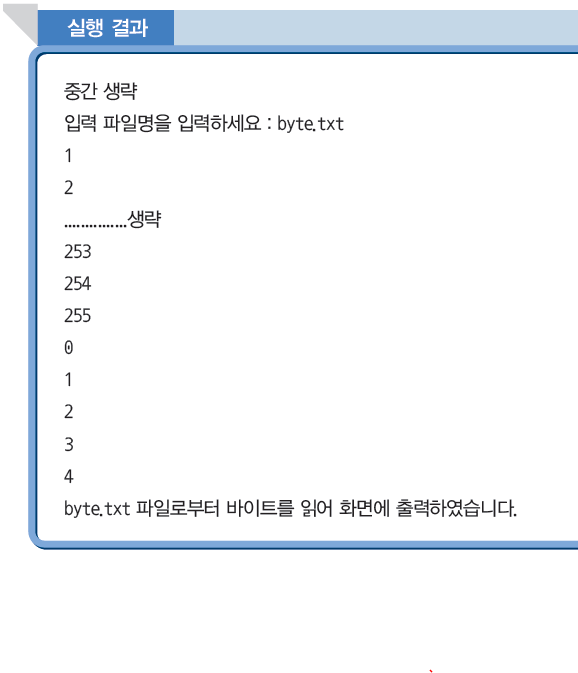 실행 결과
중간 생략
입력 파일명을 입력하세요 : byte.txt
1
2
................생략
253
254
255
0
1
2
3
4
byte.txt 파일로부터 바이트를 읽어 화면에 출력하였습니다.